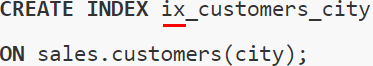 CREATE INDEX ix_customers_city
ON sales.customers(city);